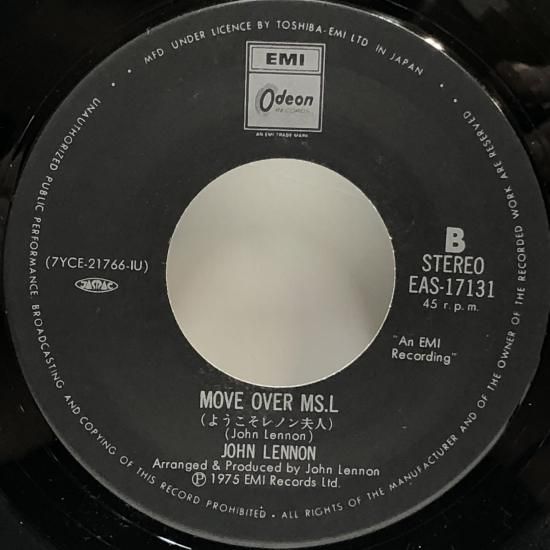 MFD UNDER LICENCE BY TOSHIBA-EMI LTD IN JAPAN
EMI
Odeon
RECORDS
AN EMI TRADE MARK
(7YCE-21766-IU)
JASRAC
B
STEREO
EAS-17131
45 r.p.m.
"An EMI
Recording"
MOVE OVER MS.L
(ようこそレノン夫人)
(John Lennon)
JOHN LENNON
Arranged & Produced by John Lennon
Ⓟ 1975 EMI Records Ltd.
UNAUTHORIZED PUBLIC PERFORMANCE, BROADCASTING AND COPYING OF THIS RECORD PROHIBITED • ALL RIGHTS OF THE MANUFACTURER AND OF THE OWNER OF THE RECORDED WORK ARE RESERVED